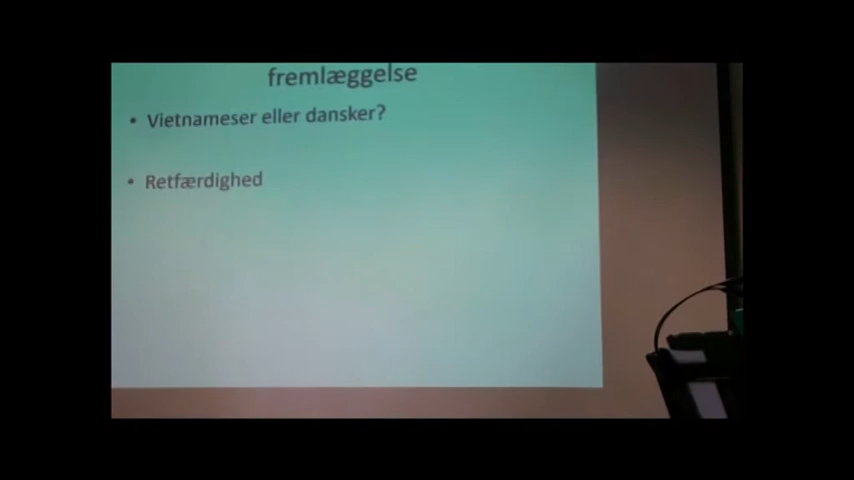 fremlæggelse
• Vietnameser eller dansker?
• Retfærdighed